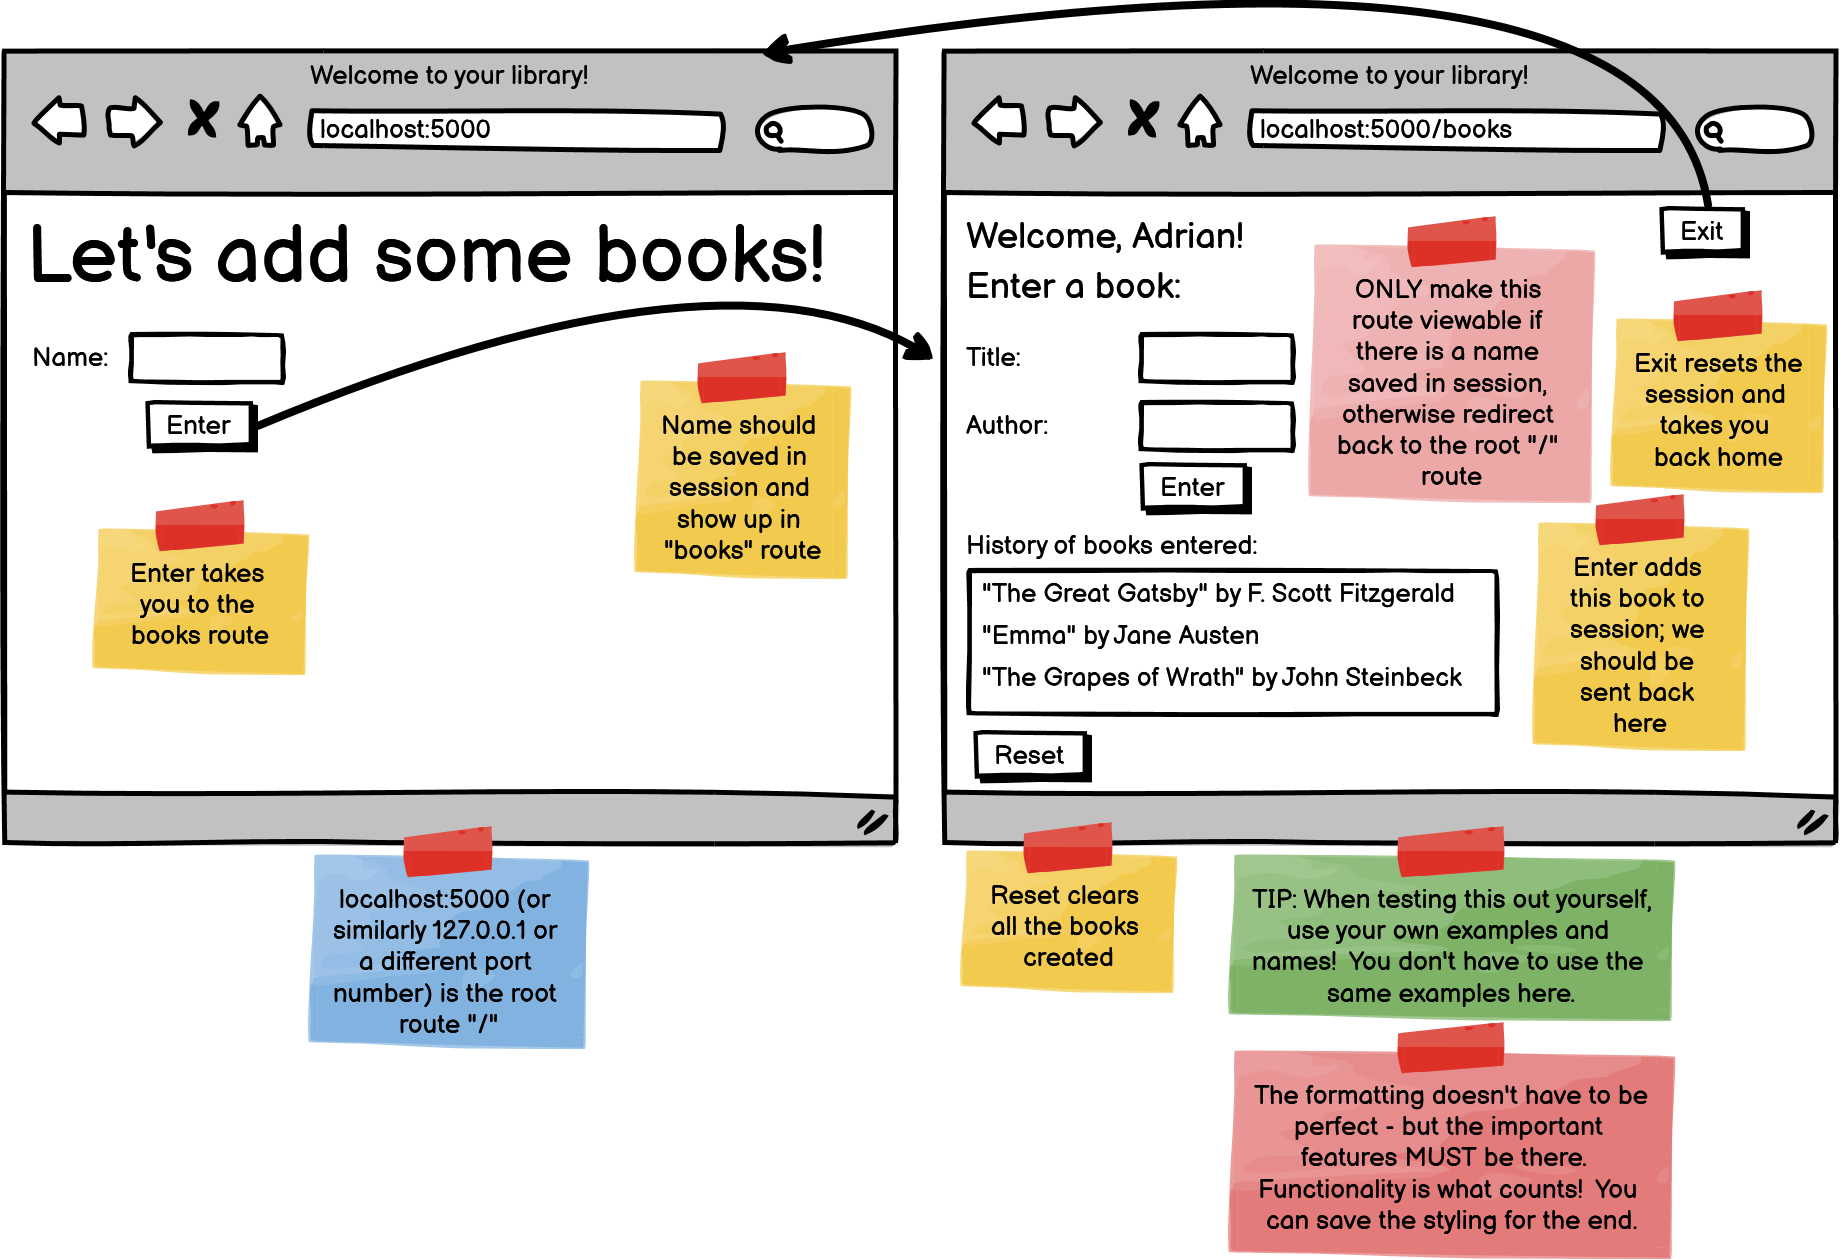 Welcome to your library!
localhost:5000
Let's add some books!
Name:
Enter
Name should
be saved in
session and
show up in
"books" route
Enter takes
you to the
books route
localhost:5000 (or
similarly 127.0.0.1 or
a different port
number) is the root
route "/"
Welcome to your library!
localhost:5000/books
Exit
Welcome, Adrian!
Enter a book:
Title:
Author:
Enter
ONLY make this
route viewable if
there is a name
saved in session,
otherwise redirect
back to the root "/"
route
Exit resets the
session and
takes you
back home
History of books entered:
"The Great Gatsby" by F. Scott Fitzgerald
"Emma" by Jane Austen
"The Grapes of Wrath" by John Steinbeck
Enter adds
this book to
session; we
should be
sent back
here
Reset
Reset clears
all the books
created
TIP: When testing this out yourself,
use your own examples and
names! You don't have to use the
same examples here.
The formatting doesn't have to be
perfect - but the important
features MUST be there.
Functionality is what counts! You
can save the styling for the end.